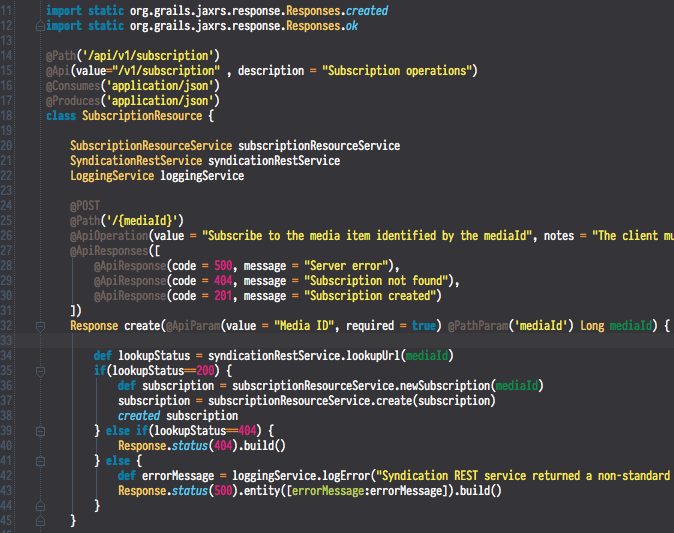 11 import static org.grails.jaxrs.response.Responses.created
12 import static org.grails.jaxrs.response.Responses.ok
13
14 @Path('/api/v1/subscription')
15 @Api(value="/v1/subscription" , description = "Subscription operations")
16 @Consumes('application/json')
17 @Produces('application/json')
18 class SubscriptionResource {
19
20     SubscriptionResourceService subscriptionResourceService
21     SyndicationRestService syndicationRestService
22     LoggingService loggingService
23
24     @POST
25     @Path('/{mediaId}')
26     @ApiOperation(value = "Subscribe to the media item identified by the mediaId", notes = "The client mu
27     @ApiResponses([
28         @ApiResponse(code = 500, message = "Server error"),
29         @ApiResponse(code = 404, message = "Subscription not found"),
30         @ApiResponse(code = 201, message = "Subscription created")
31     ])
32     Response create(@ApiParam(value = "Media ID", required = true) @PathParam('mediaId') Long mediaId) {
33
34         def lookupStatus = syndicationRestService.lookupUrl(mediaId)
35         if(lookupStatus==200) {
36             def subscription = subscriptionResourceService.newSubscription(mediaId)
37             subscription = subscriptionResourceService.create(subscription)
38             created subscription
39         } else if(lookupStatus==404) {
40             Response.status(404).build()
41         } else {
42             def errorMessage = loggingService.logError("Syndication REST service returned a non-standard
43             Response.status(500).entity([errorMessage:errorMessage]).build()
44         }
45     }